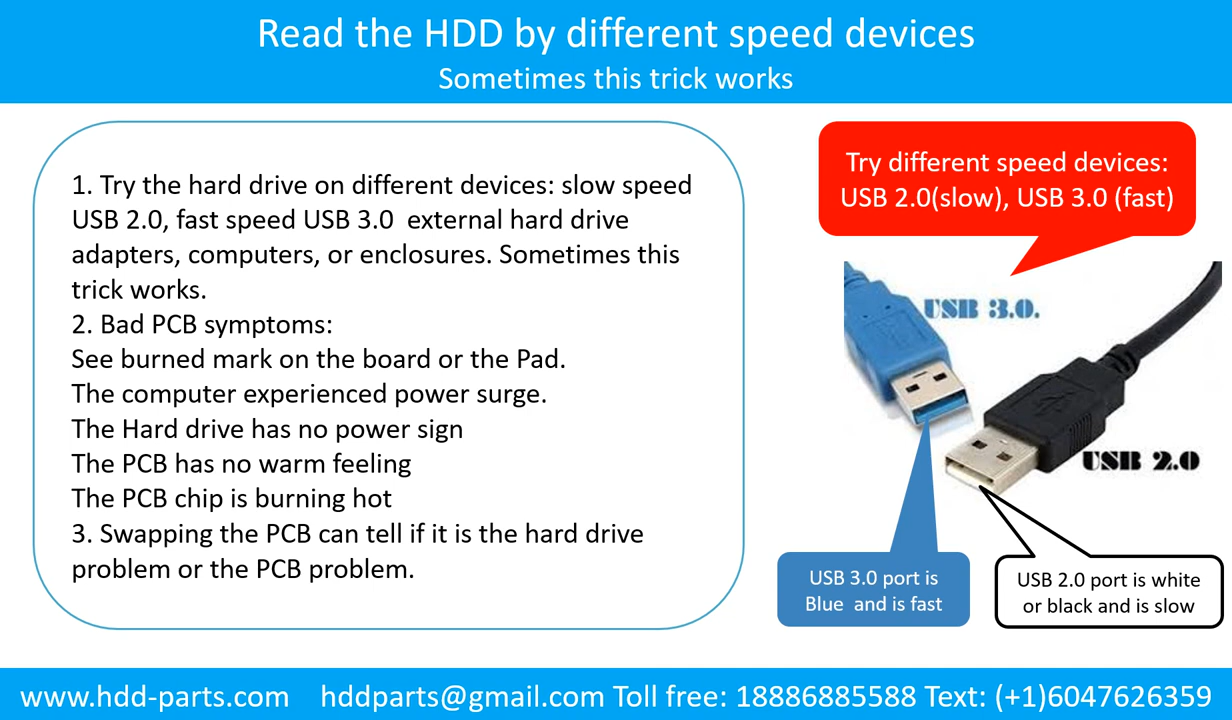 Read the HDD by different speed devices
Sometimes this trick works
1. Try the hard drive on different devices: slow speed
USB 2.0, fast speed USB 3.0  external hard drive
adapters, computers, or enclosures. Sometimes this
trick works.
2. Bad PCB symptoms:
See burned mark on the board or the Pad.
The computer experienced power surge.
The Hard drive has no power sign
The PCB has no warm feeling
The PCB chip is burning hot
3. Swapping the PCB can tell if it is the hard drive
problem or the PCB problem.
Try different speed devices:
USB 2.0(slow), USB 3.0 (fast)
USB 3.0.
USB 2.0
USB 3.0 port is
Blue  and is fast
USB 2.0 port is white
or black and is slow
www.hdd-parts.com    hddparts@gmail.com Toll free: 18886885588 Text: (+1)6047626359